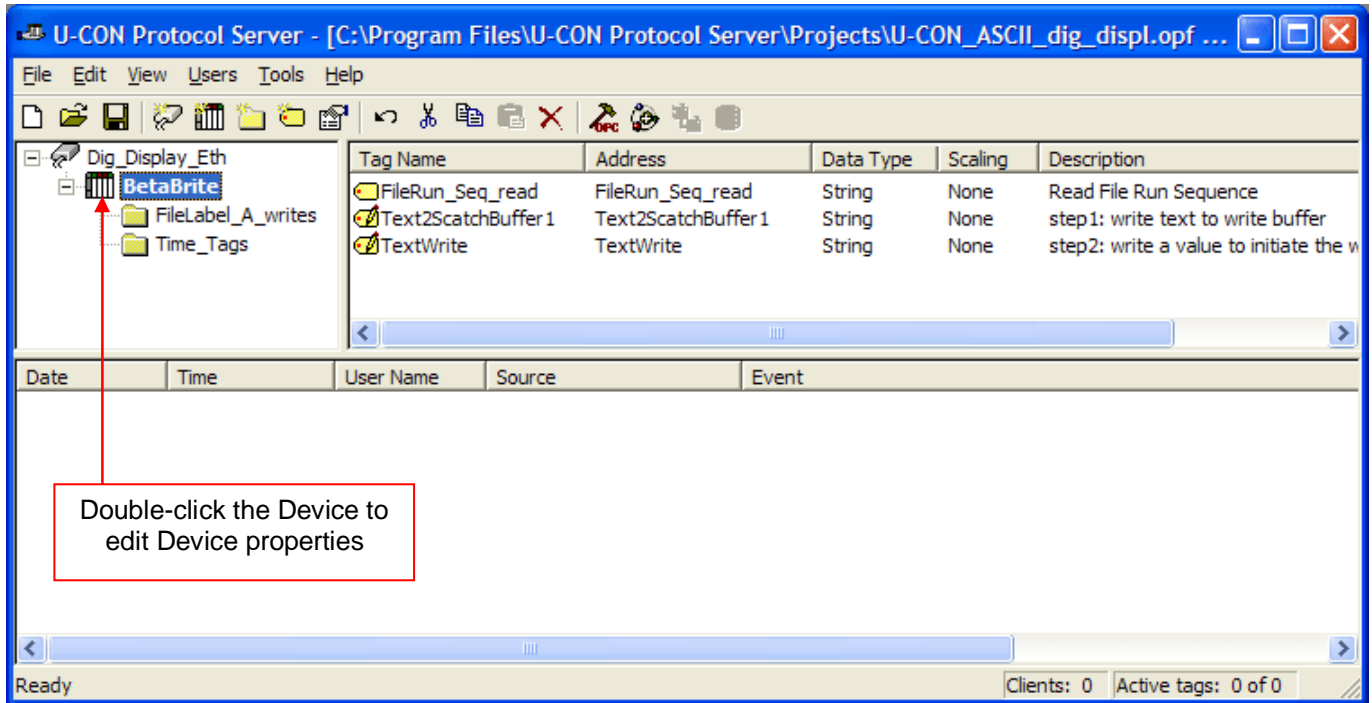 U-CON Protocol Server - [C:\Program Files\U-CON Protocol Server\Projects\U-CON_ASCII_dig_displ.opf ...
File Edit View Users Tools Help
OPC
Dig_Display_Eth
BetaBrite
FileLabel_A_writes
Time_Tags
Tag Name Address Data Type Scaling Description
FileRun_Seq_read FileRun_Seq_read String None Read File Run Sequence
Text2ScatchBuffer1 Text2ScatchBuffer1 String None step1: write text to write buffer
TextWrite TextWrite String None step2: write a value to initiate the w
Date Time User Name Source Event
Double-click the Device to
edit Device properties
Ready Clients: 0 Active tags: 0 of 0